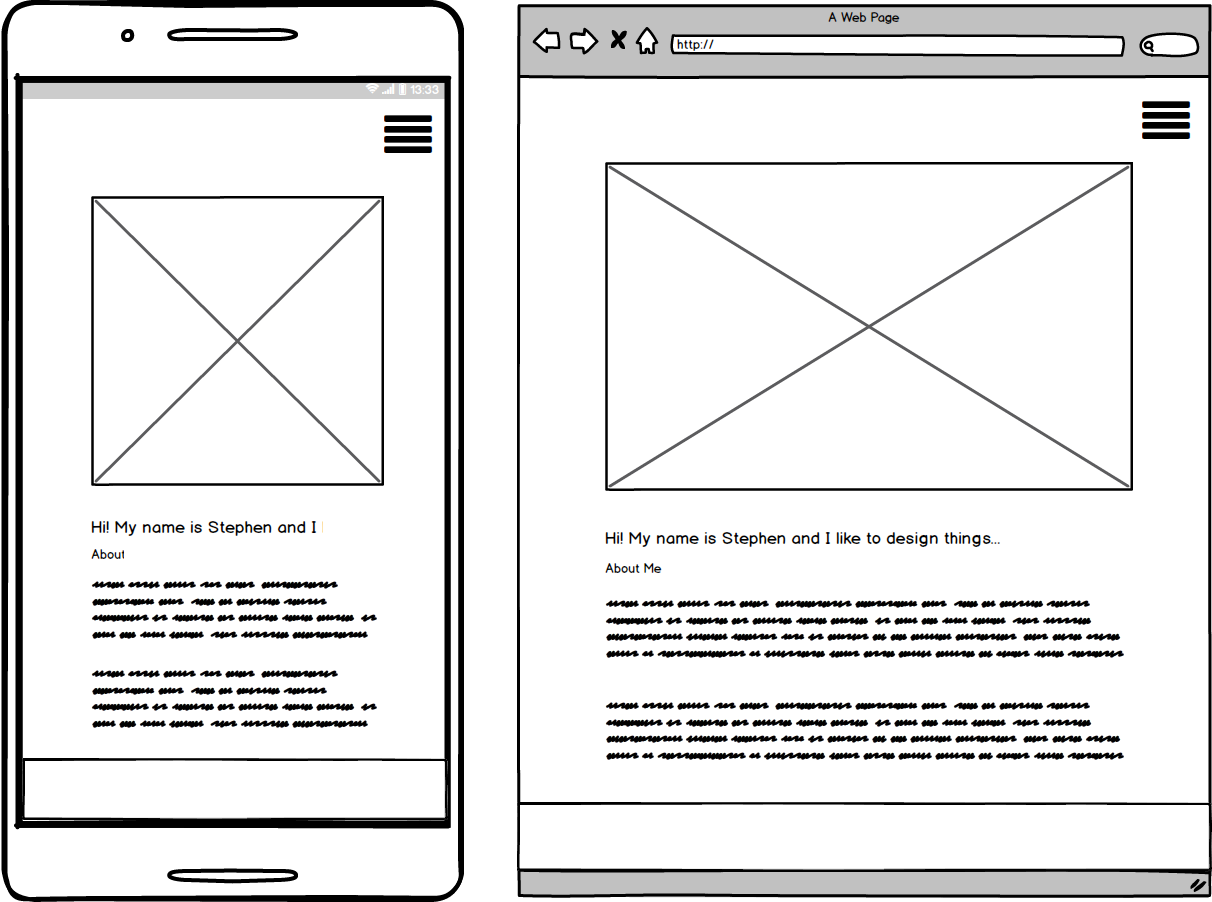 13:33
Hi! My name is Stephen and I
About
A Web Page
http://
Hi! My name is Stephen and I like to design things...
About Me